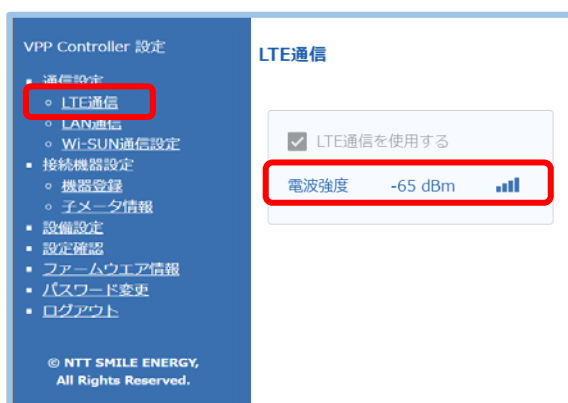 VPP Controller 設定
通信設定
LTE通信
LAN通信
Wi-SUN通信設定
接続機器設定
機器登録
子メータ情報
設備設定
設定確認
ファームウエア情報
パスワード変更
ログアウト
© NTT SMILE ENERGY,
All Rights Reserved.
LTE通信
LTE通信を使用する
電波強度 -65 dBm